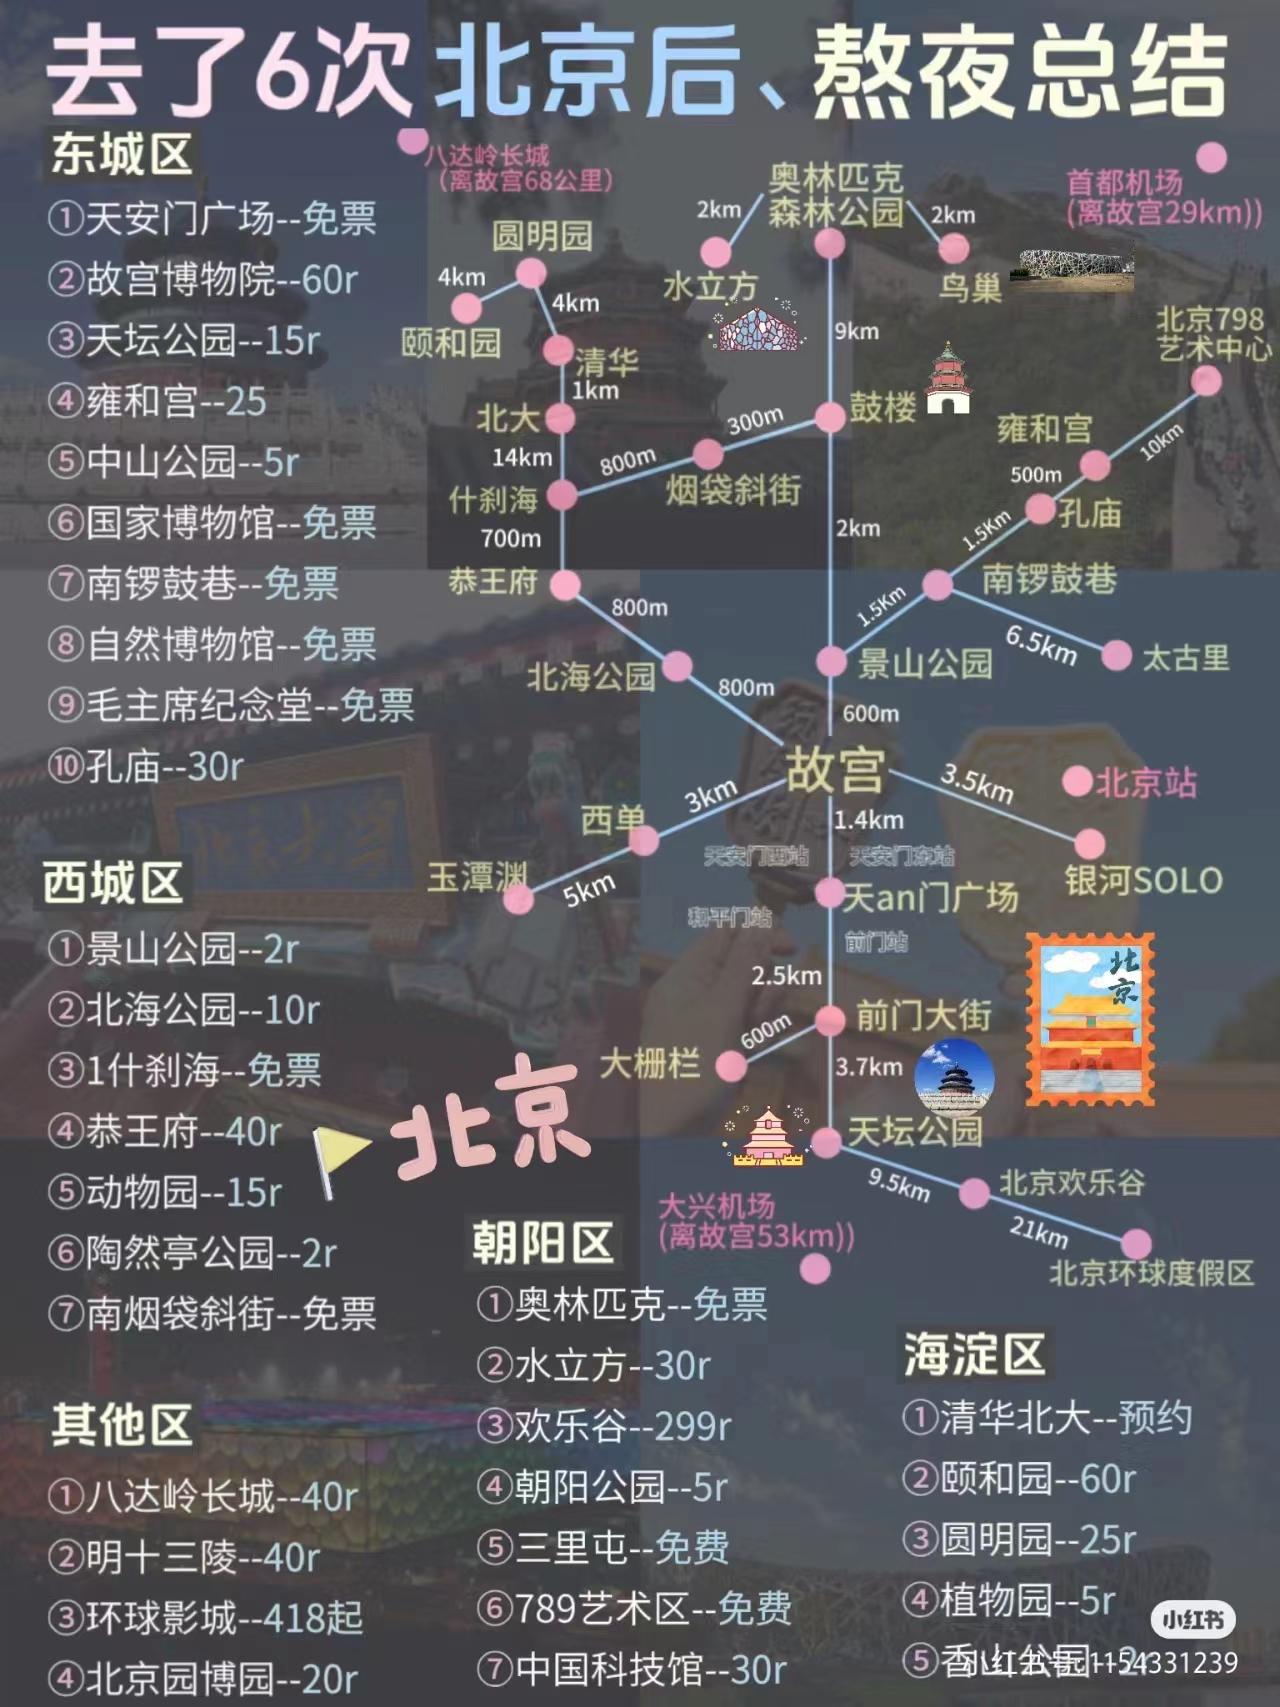 去了6次北京后、熬夜总结
东城区
①天安门广场--免票
②故宫博物院--60r
③天坛公园--15r
④雍和宫--25
⑤中山公园--5r
⑥国家博物馆--免票
⑦南锣鼓巷--免票
⑧自然博物馆--免票
⑨毛主席纪念堂--免票
⑩孔庙--30r
西城区
①景山公园--2r
②北海公园--10r
③1什刹海--免票
④恭王府--40r
⑤动物园--15r
⑥陶然亭公园--2r
⑦南烟袋斜街--免票
其他区
①八达岭长城--40r
②明十三陵--40r
③环球影城--418起
④北京园博园--20r
八达岭长城
（离故宫68公里）
圆明园
4km
4km
颐和园
清华
1km
北大
14km
什刹海
800m
烟袋斜街
300m
700m
恭王府
800m
北海公园
800m
奥林匹克
森林公园
2km
2km
水立方
鸟巢
9km
鼓楼
2km
首都机场
(离故宫29km))
北京798
艺术中心
雍和宫
10km
500m
孔庙
1.5Km
南锣鼓巷
1.5Km
6.5km
太古里
景山公园
600m
故宫
3.5km
北京站
银河SOLO
3km
西单
5km
玉潭渊
1.4km
天安门西站
天安门东站
天an门广场
和平门站
前门站
2.5km
前门大街
600m
大栅栏
3.7km
天坛公园
9.5km
北京欢乐谷
21km
北京环球度假区
北京
北京
大兴机场
(离故宫53km))
朝阳区
①奥林匹克--免票
②水立方--30r
③欢乐谷--299r
④朝阳公园--5r
⑤三里屯--免费
⑥789艺术区--免费
⑦中国科技馆--30r
海淀区
①清华北大--预约
②颐和园--60r
③圆明园--25r
④植物园--5r
⑤香山公园--2r
小红书
小红书号:1154331239